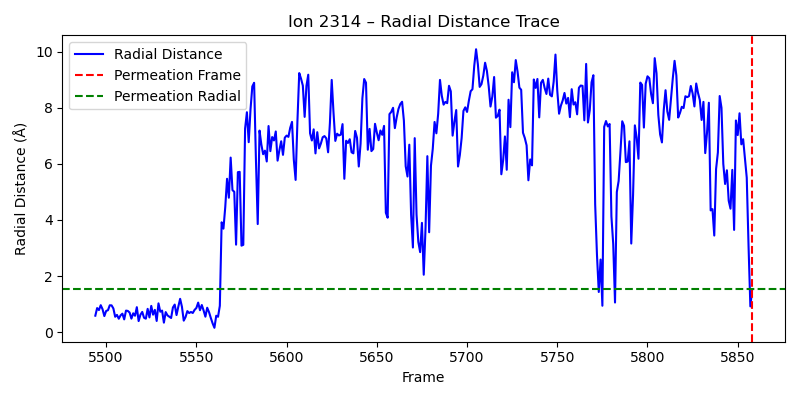 Ion 2314 – Radial Distance Trace
Radial Distance (Å)
10
8
6
4
2
0
Radial Distance
Permeation Frame
Permeation Radial
5500
5550
5600
5650
5700
5750
5800
5850
Frame